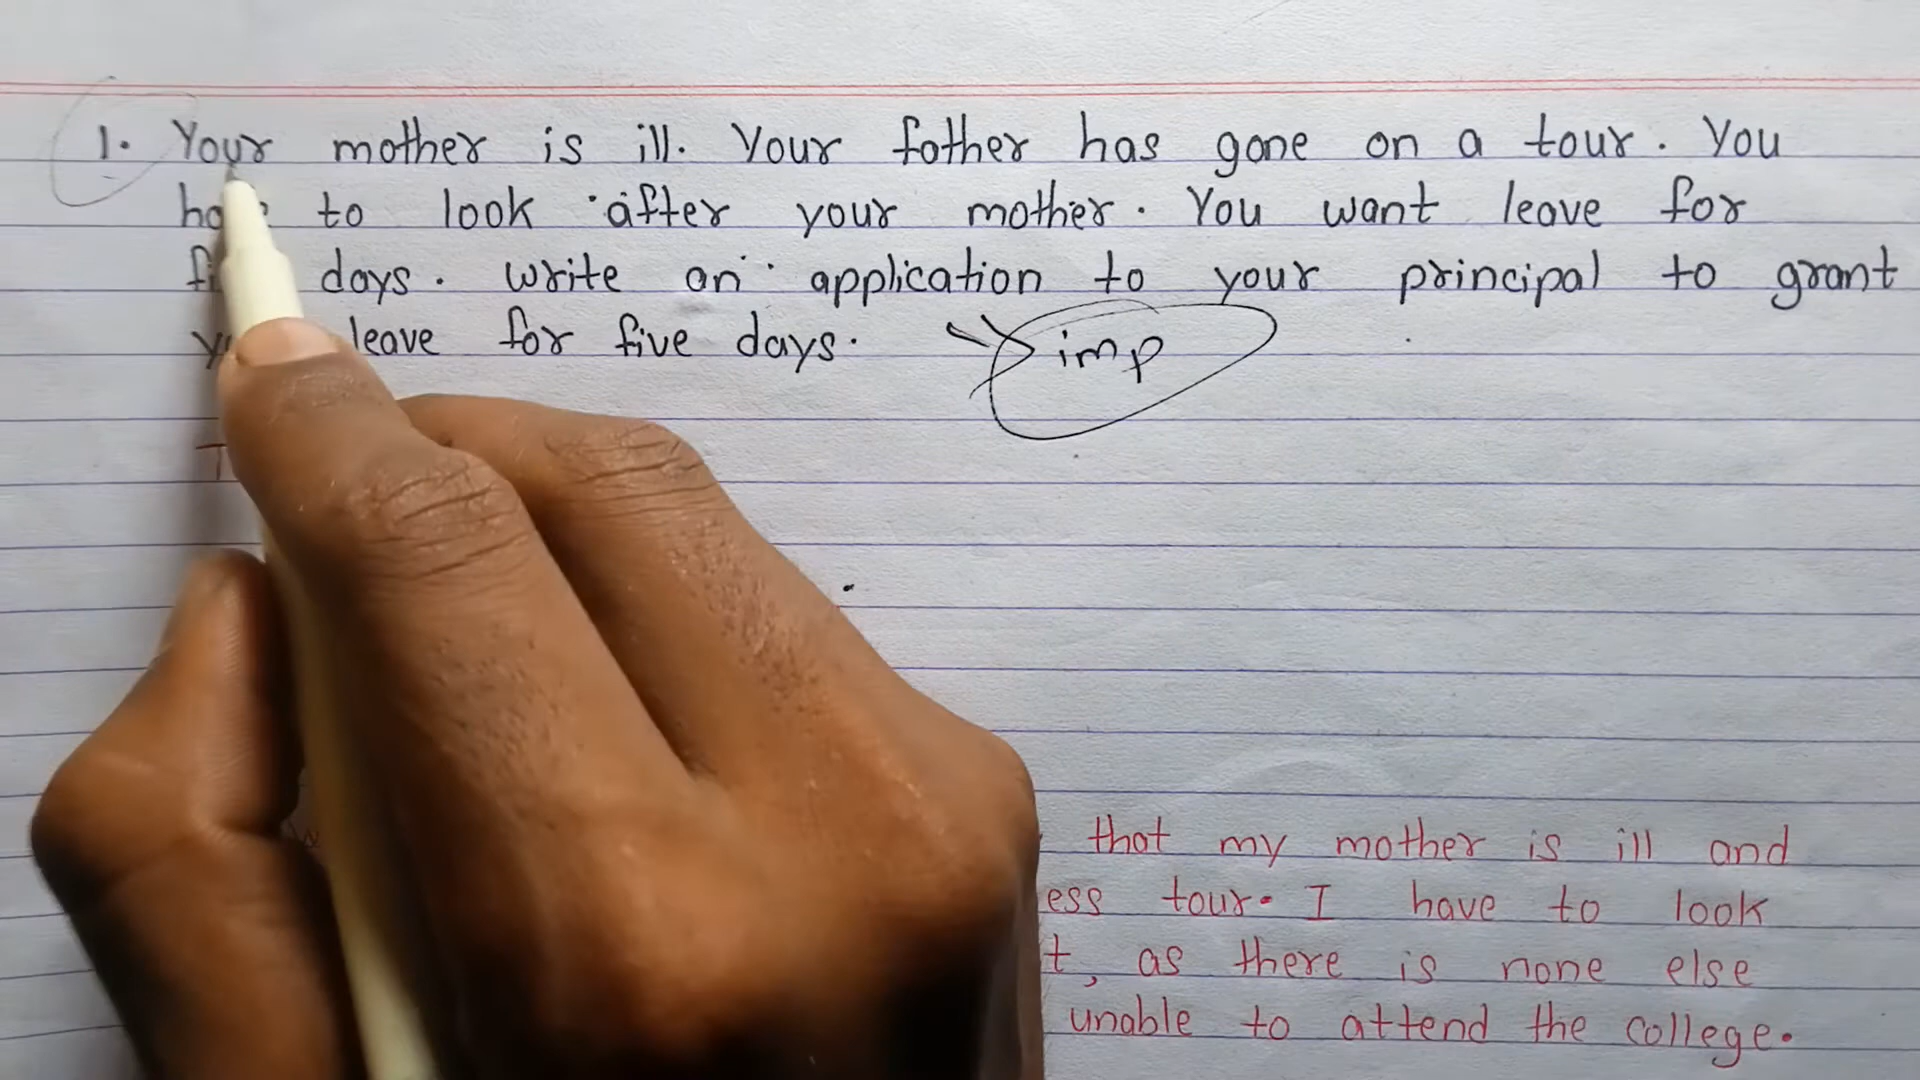 1. Your mother is ill. Your father has gone on a tour. You
to look after your mother. You want leave for
days. Write an application to your principal to grant
leave for five days.
imp
that my mother is ill and
ess tour. I have to look
t, as there is none else
unable to attend the college.